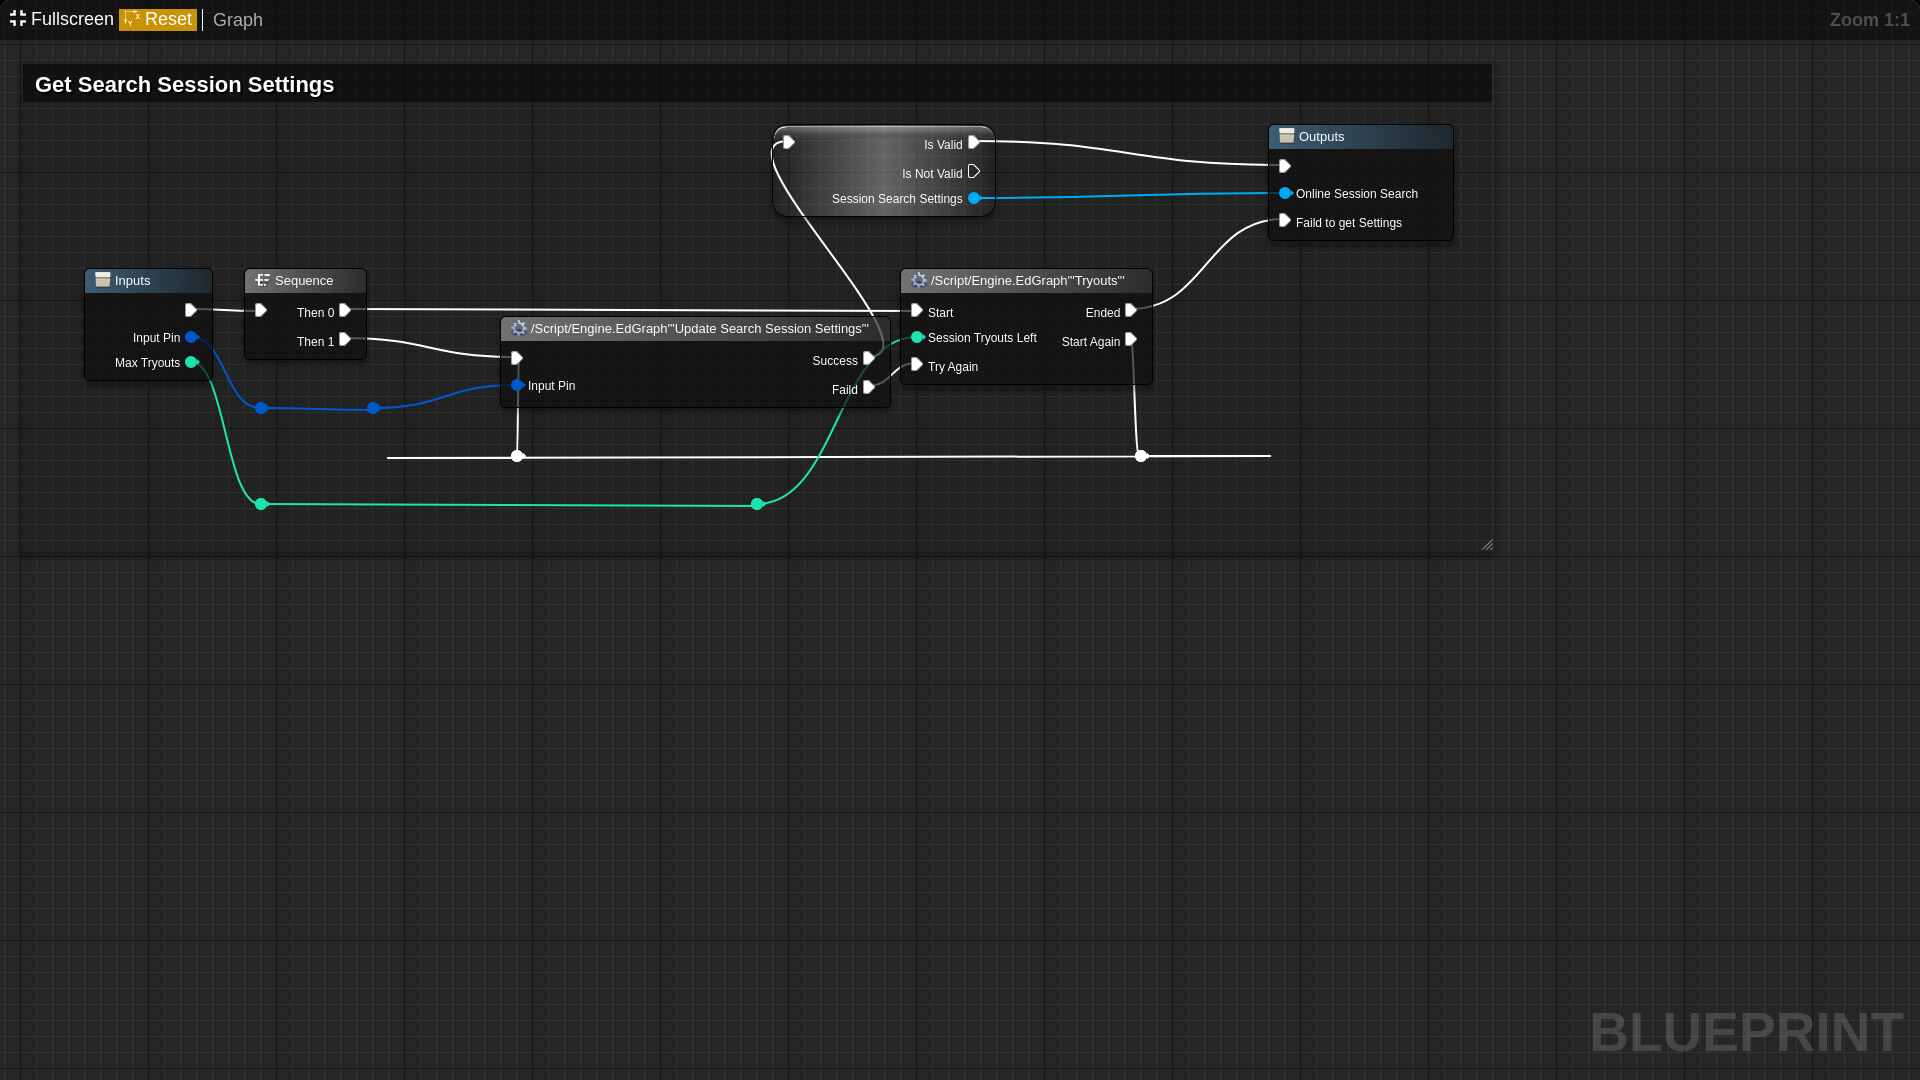 Fullscreen Reset Graph Zoom 1:1
Get Search Session Settings
Is Valid
Is Not Valid
Session Search Settings
Outputs
Online Session Search
Faild to get Settings
Inputs
Input Pin
Max Tryouts
Sequence
Then 0
Then 1
/Script/Engine.EdGraph'"Update Search Session Settings"'
Success
Input Pin
Faild
/Script/Engine.EdGraph'"Tryouts"'
Start
Ended
Session Tryouts Left
Start Again
Try Again
BLUEPRINT